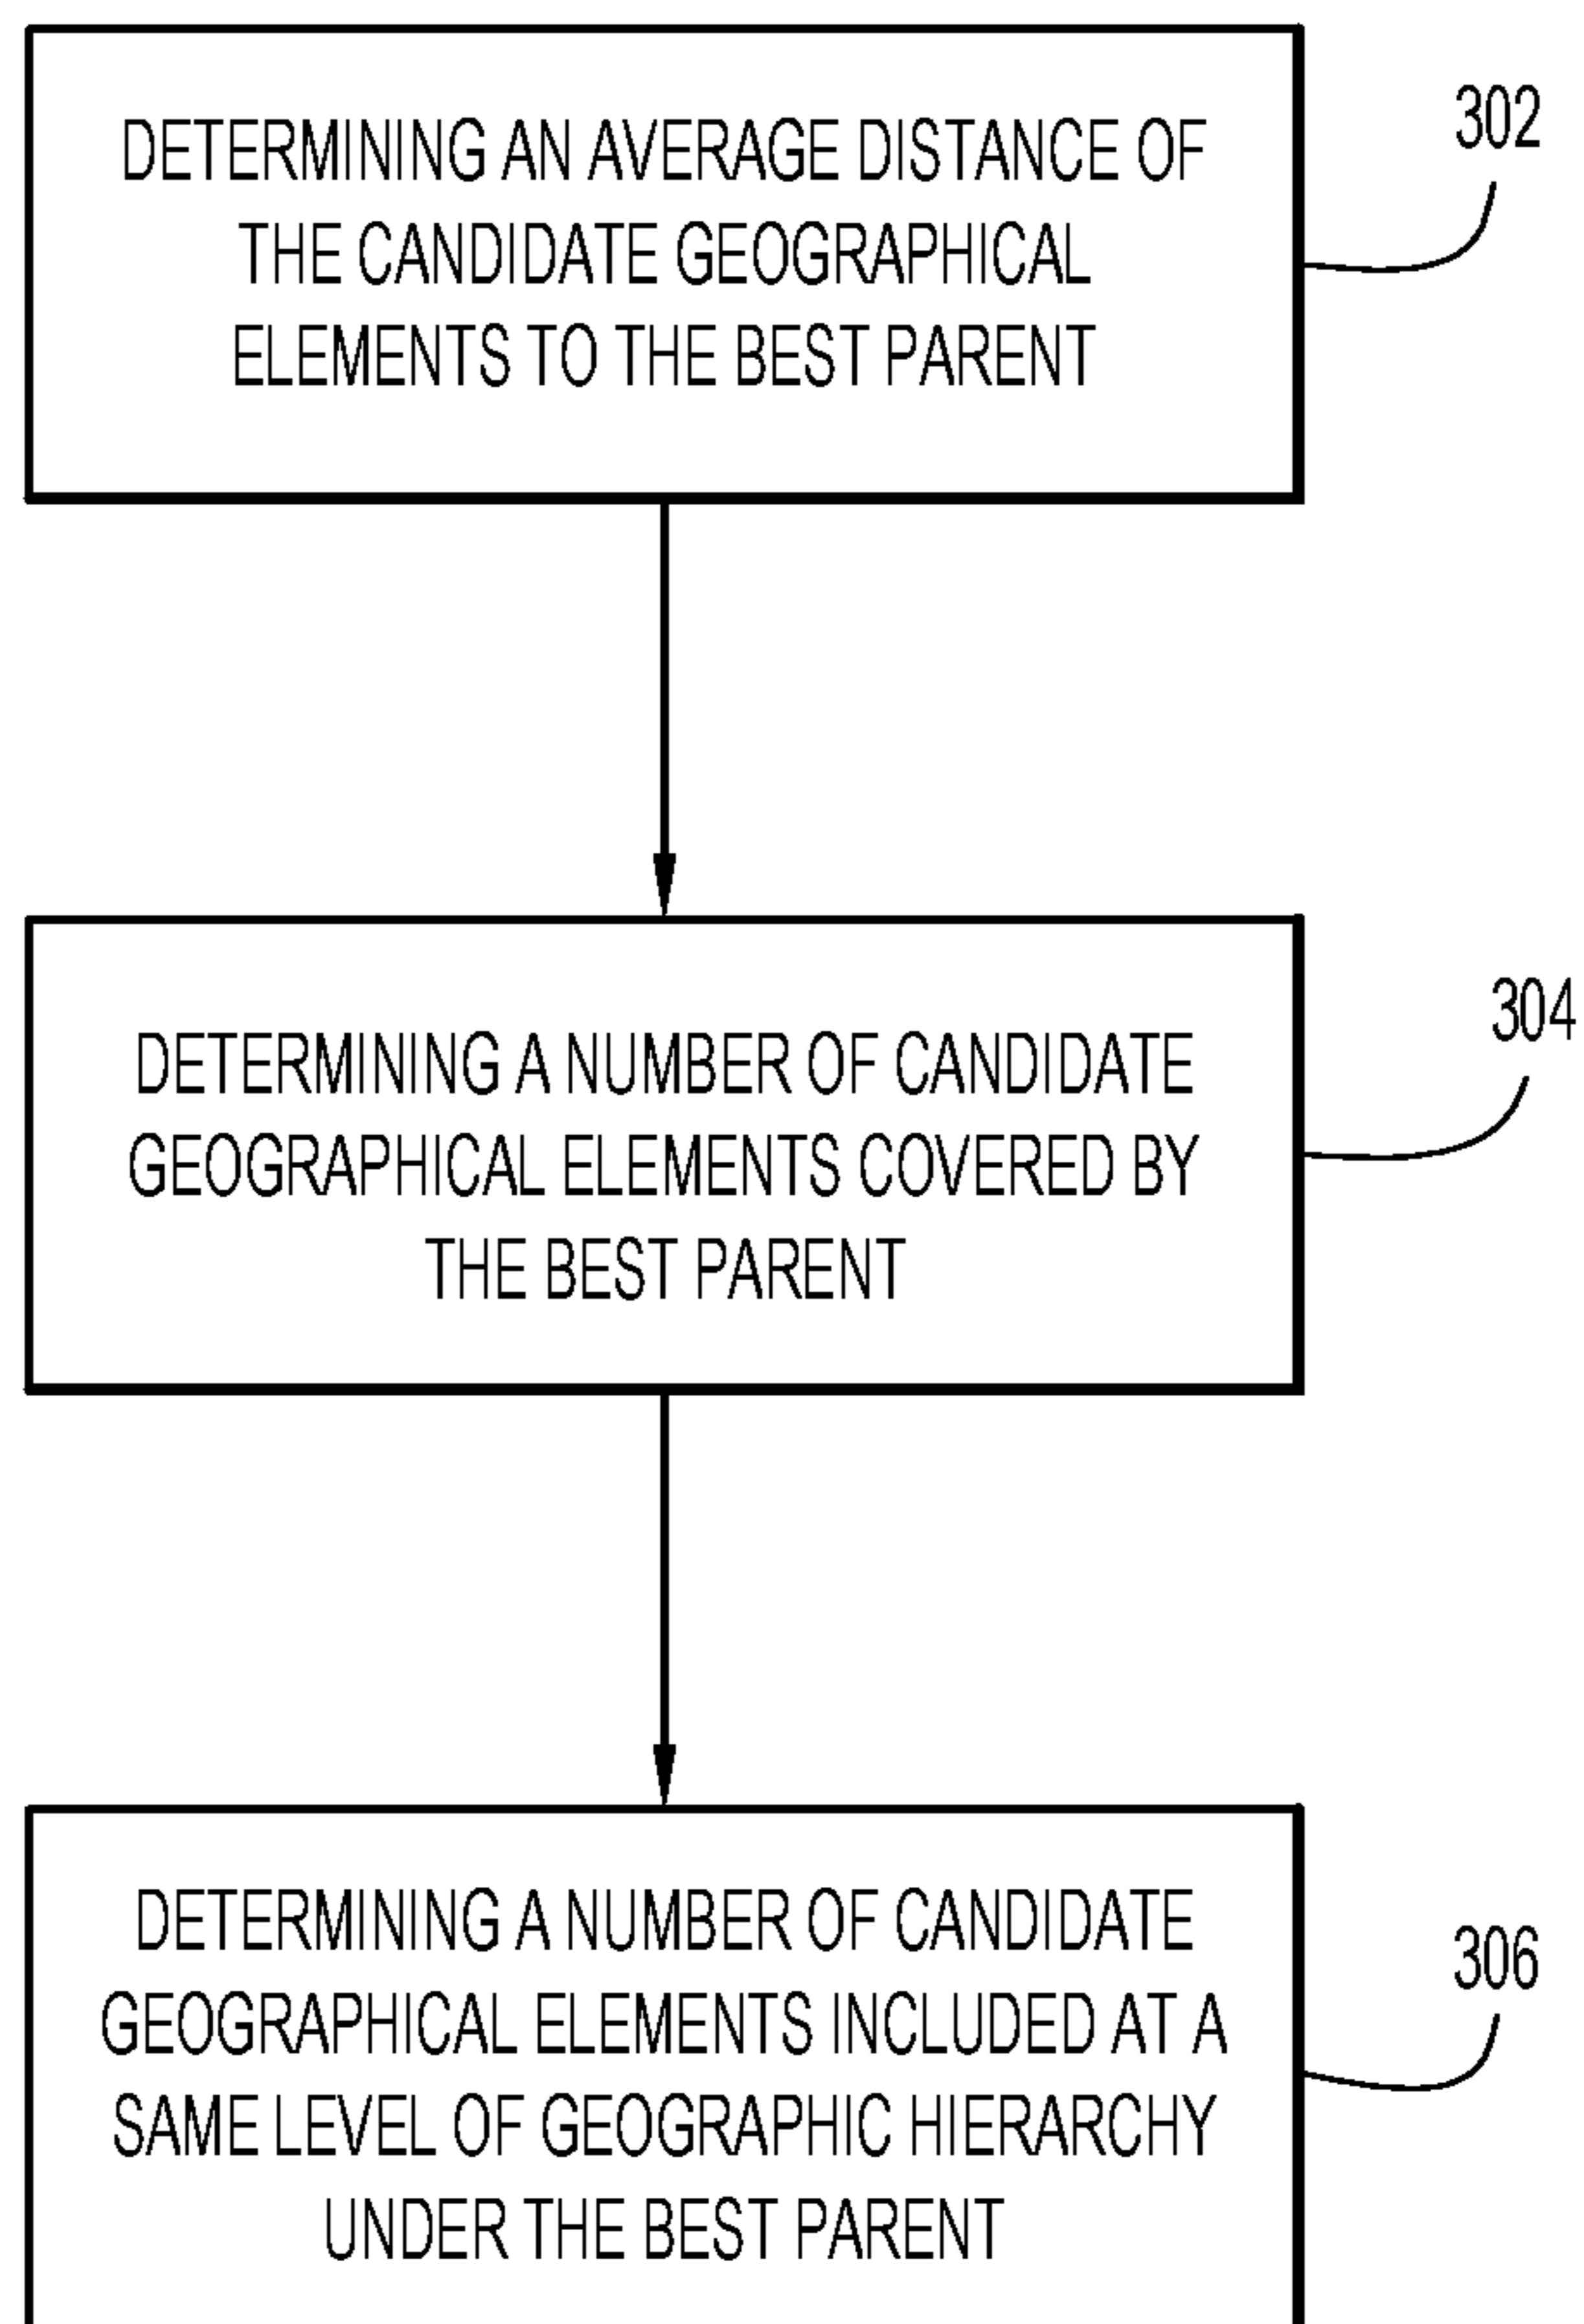 DETERMINING AN AVERAGE DISTANCE OF
THE CANDIDATE GEOGRAPHICAL
ELEMENTS TO THE BEST PARENT
302
DETERMINING A NUMBER OF CANDIDATE
GEOGRAPHICAL ELEMENTS COVERED BY
THE BEST PARENT
304
DETERMINING A NUMBER OF CANDIDATE
GEOGRAPHICAL ELEMENTS INCLUDED AT A
SAME LEVEL OF GEOGRAPHIC HIERARCHY
UNDER THE BEST PARENT
306